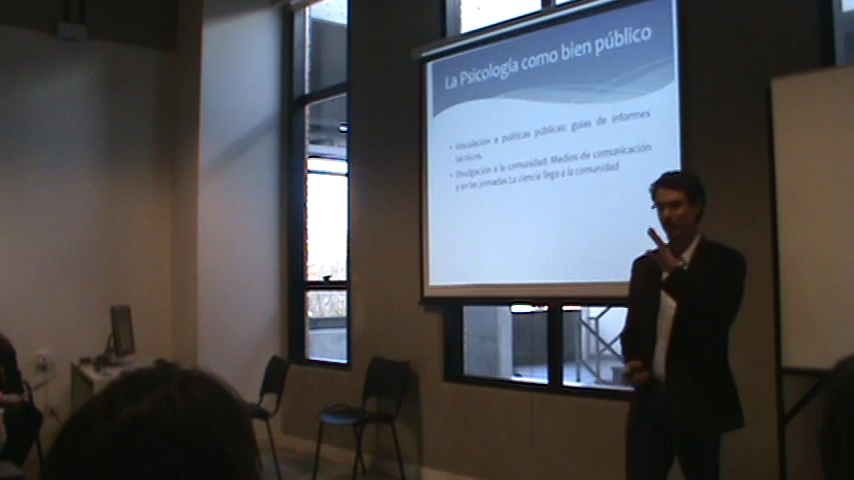 La Psicología como bien público
• Vinculación a políticas públicas: guías de informes
técnicos.
• Divulgación a la comunidad: Medios de comunicación
y en las jornadas La ciencia llega a la comunidad